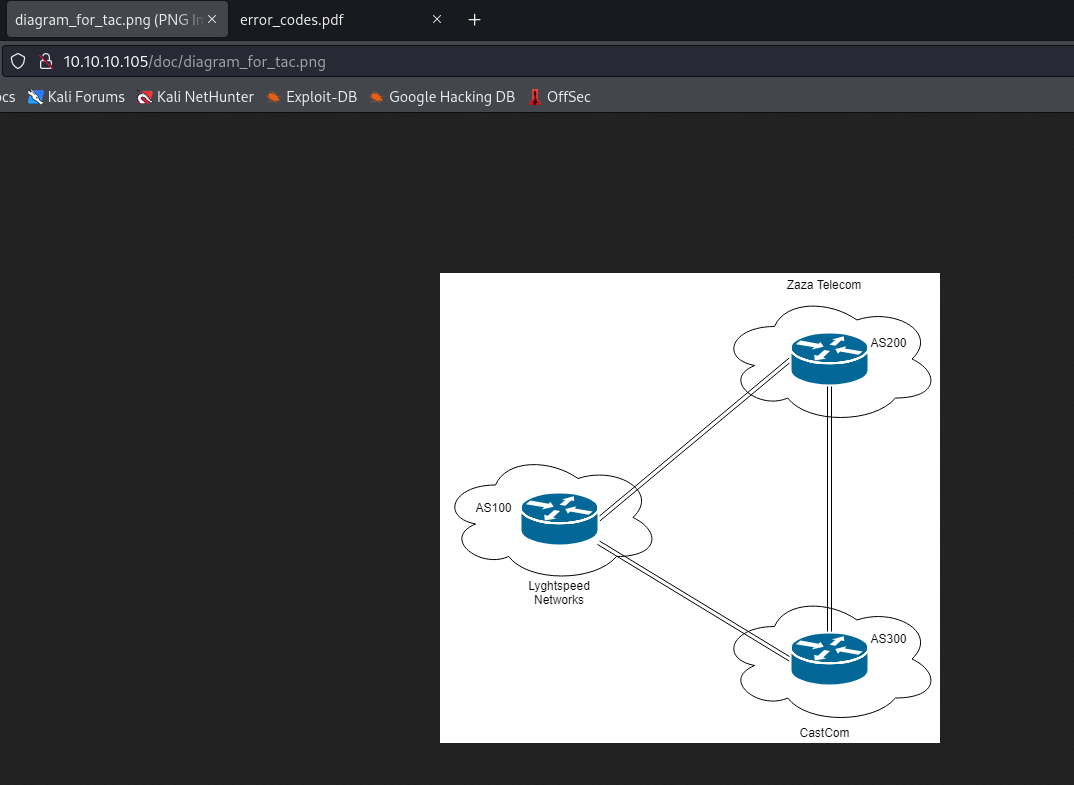 diagram_for_tac.png (PNG In
error_codes.pdf
10.10.10.105/doc/diagram_for_tac.png
ocs Kali Forums Kali NetHunter Exploit-DB Google Hacking DB OffSec
Zaza Telecom
AS200
AS100
Lyghtspeed
Networks
AS300
CastCom